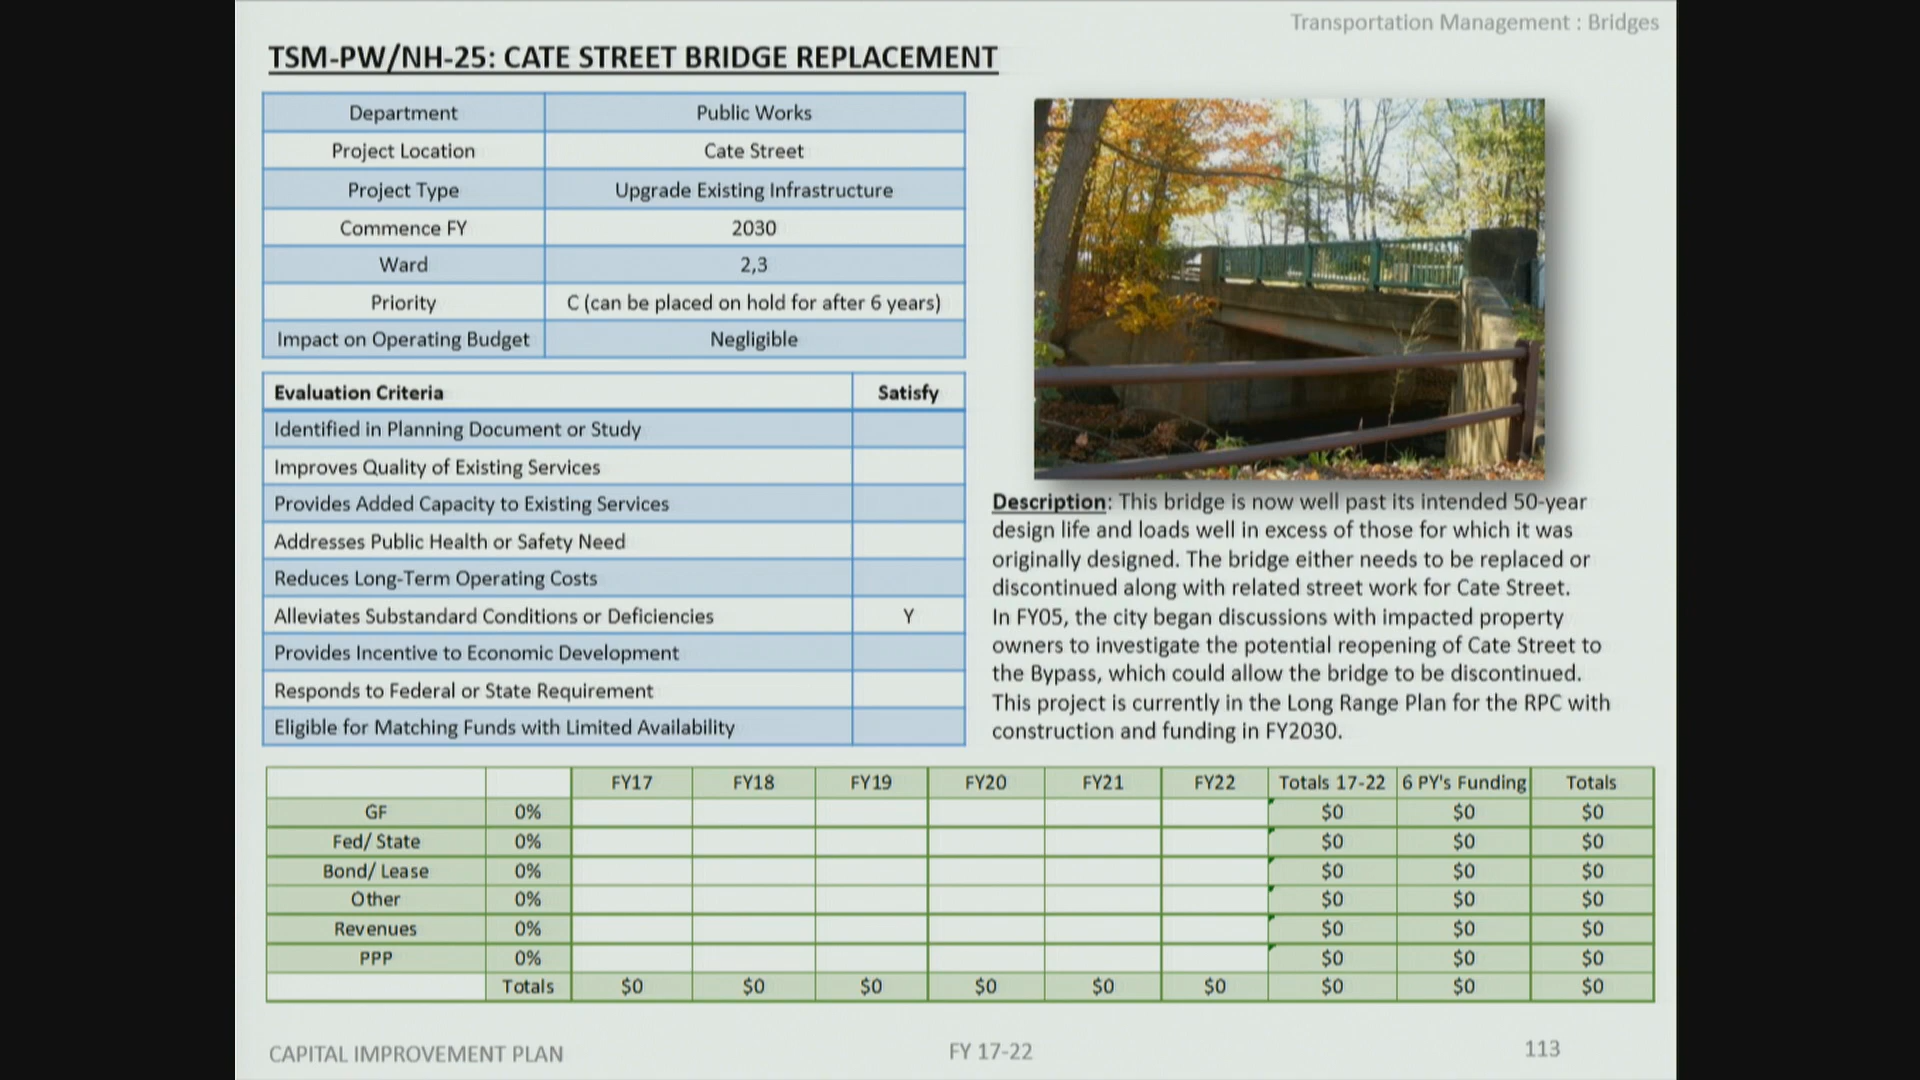 Transportation Management : Bridges
TSM-PW/NH-25: CATE STREET BRIDGE REPLACEMENT
Department Public Works
Project Location Cate Street
Project Type Upgrade Existing Infrastructure
Commence FY 2030
Ward 2,3
Priority C (can be placed on hold for after 6 years)
Impact on Operating Budget Negligible
Evaluation Criteria Satisfy
Identified in Planning Document or Study
Improves Quality of Existing Services
Provides Added Capacity to Existing Services
Addresses Public Health or Safety Need
Reduces Long-Term Operating Costs
Alleviates Substandard Conditions or Deficiencies Y
Provides Incentive to Economic Development
Responds to Federal or State Requirement
Eligible for Matching Funds with Limited Availability
Description: This bridge is now well past its intended 50-year
design life and loads well in excess of those for which it was
originally designed. The bridge either needs to be replaced or
discontinued along with related street work for Cate Street.
In FY05, the city began discussions with impacted property
owners to investigate the potential reopening of Cate Street to
the Bypass, which could allow the bridge to be discontinued.
This project is currently in the Long Range Plan for the RPC with
construction and funding in FY2030.
FY17 FY18 FY19 FY20 FY21 FY22 Totals 17-22 6 PY's Funding Totals
GF 0% $0 $0 $0
Fed/ State 0% $0 $0 $0
Bond/ Lease 0% $0 $0 $0
Other 0% $0 $0 $0
Revenues 0% $0 $0 $0
PPP 0% $0 $0 $0
Totals $0 $0 $0 $0 $0 $0 $0 $0 $0
CAPITAL IMPROVEMENT PLAN FY 17-22 113